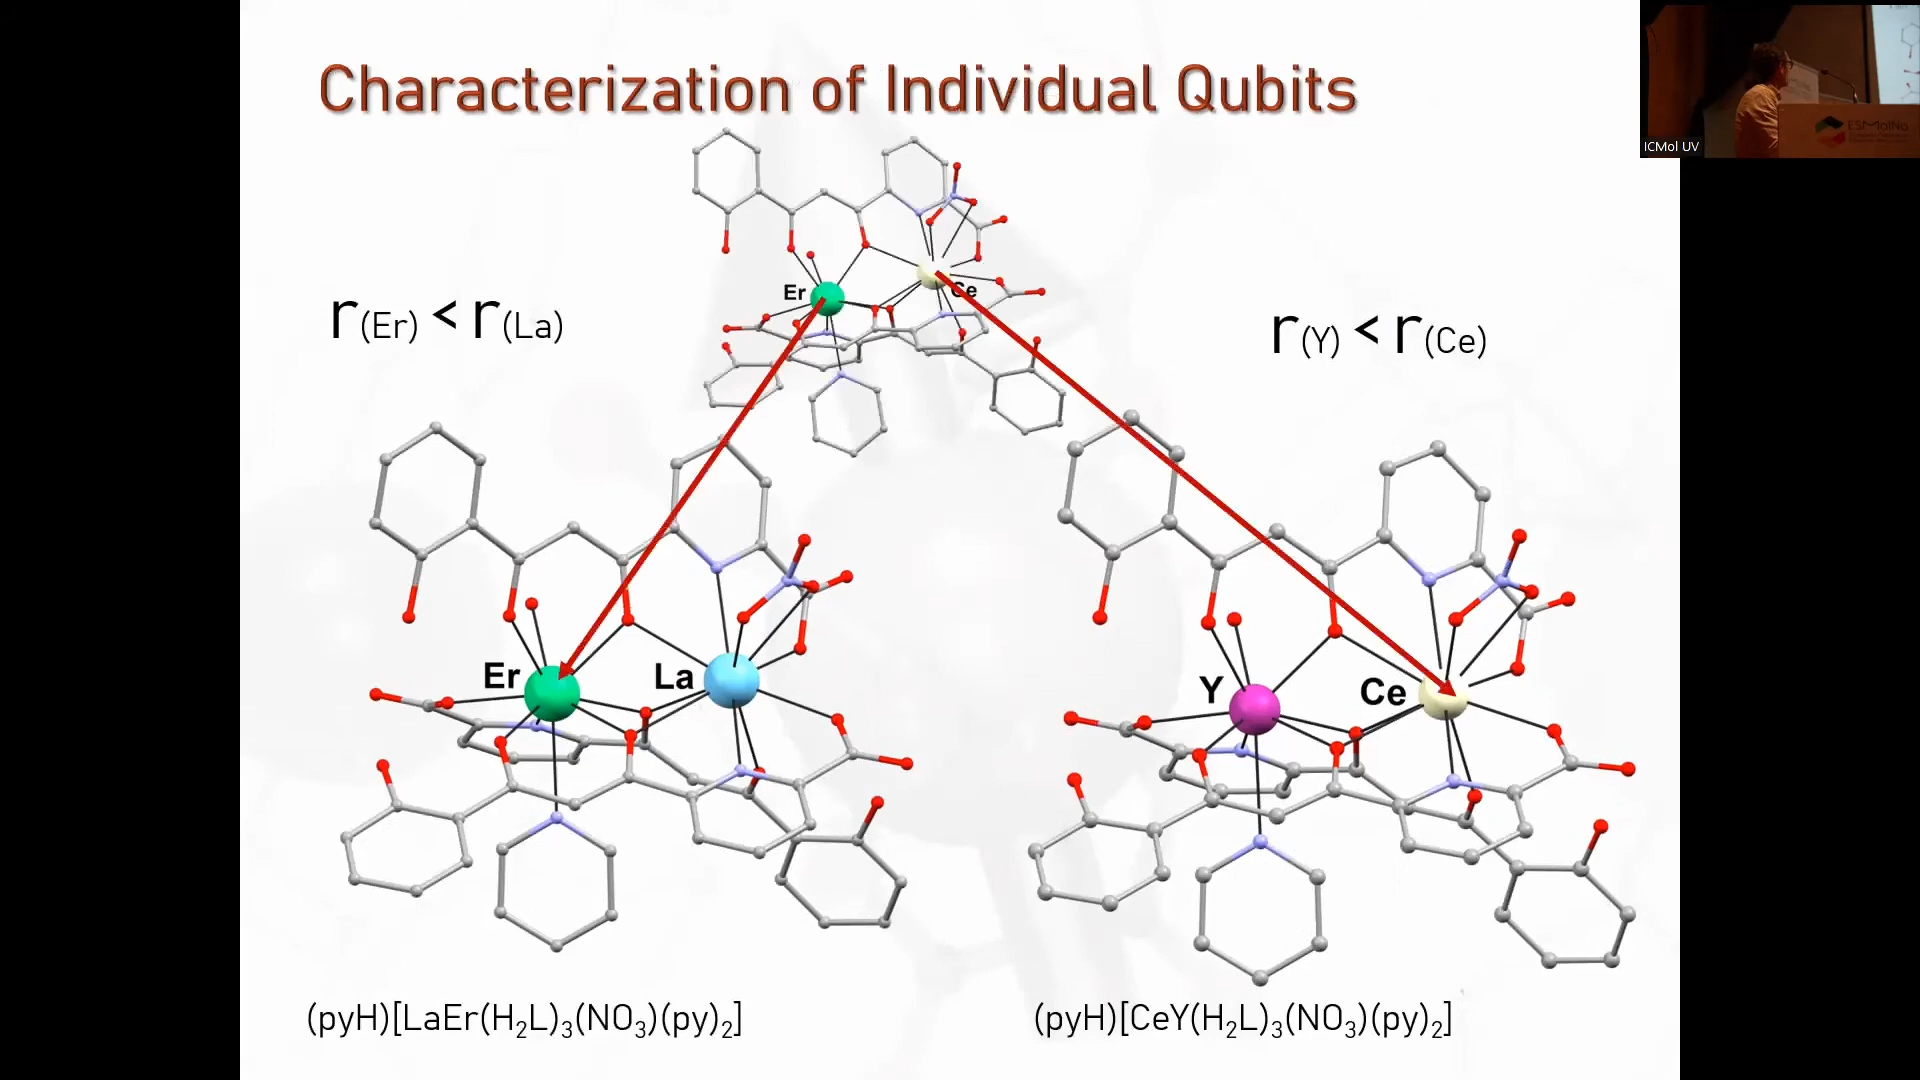 Characterization of Individual Qubits
ICMol UV
ESMolNa
Er
Ce
r(Er) < r(La)
r(Y) < r(Ce)
Er
La
Y
Ce
(pyH)[LaEr(H₂L)₃(NO₃)(py)₂]
(pyH)[CeY(H₂L)₃(NO₃)(py)₂]